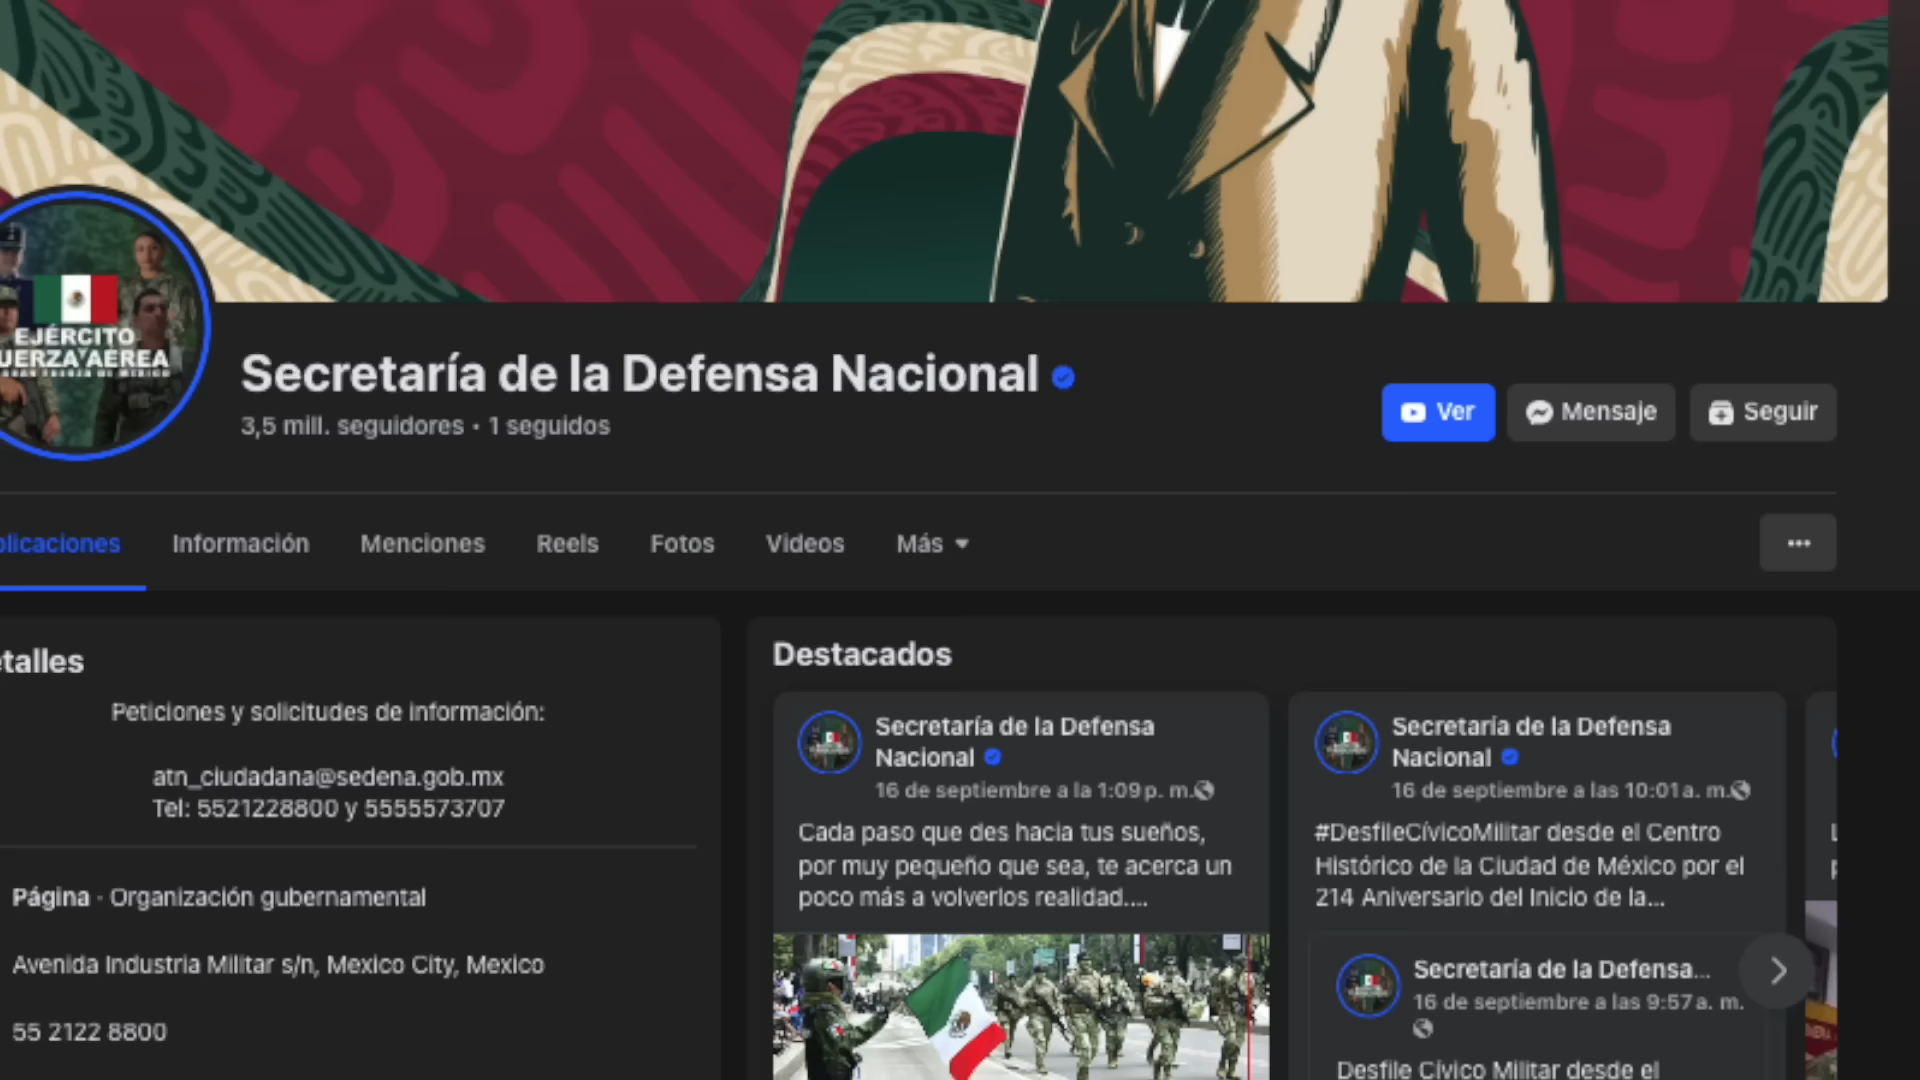 EJÉRCITO
FUERZA AÉREA
Secretaría de la Defensa Nacional
3,5 mill. seguidores • 1 seguidos
Ver
Mensaje
Seguir
blicaciones
Información
Menciones
Reels
Fotos
Videos
Más
etalles
Peticiones y solicitudes de información:
atn_ciudadana@sedena.gob.mx
Tel: 5521228800 y 5555573707
Página · Organización gubernamental
Avenida Industria Militar s/n, Mexico City, Mexico
55 2122 8800
Destacados
Secretaría de la Defensa
Nacional
16 de septiembre a la 1:09 p. m.
Cada paso que des hacia tus sueños,
por muy pequeño que sea, te acerca un
poco más a volverlos realidad....
Secretaría de la Defensa
Nacional
16 de septiembre a las 10:01 a. m.
#DesfileCívicoMilitar desde el Centro
Histórico de la Ciudad de México por el
214 Aniversario del Inicio de la...
Secretaría de la Defensa...
16 de septiembre a las 9:57 a. m.
Desfile Cívico Militar desde el